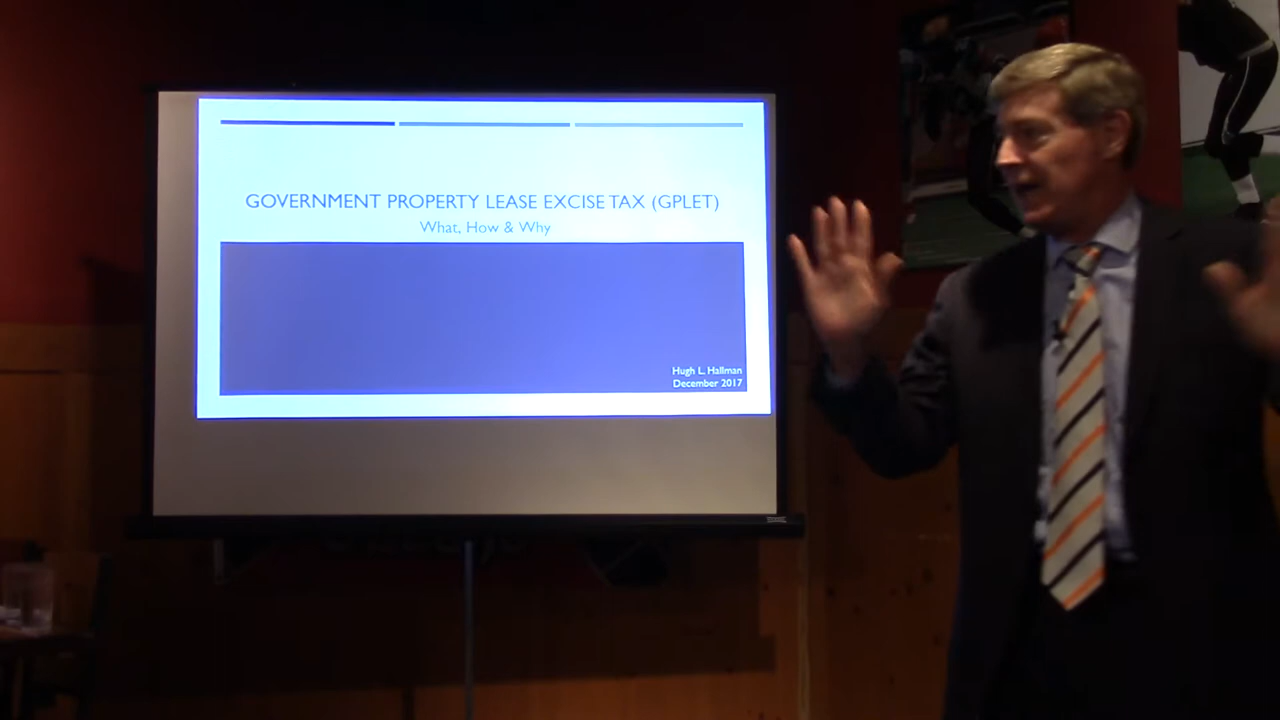 GOVERNMENT PROPERTY LEASE EXCISE TAX (GPLET)
What, How & Why
Hugh L. Hallman
December 2017